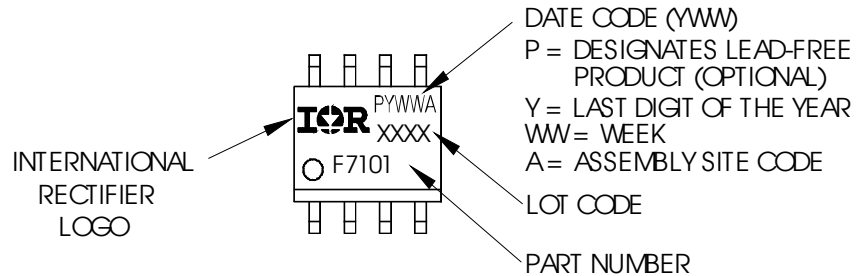 DATE CODE (YWW)
P = DESIGNATES LEAD-FREE
PRODUCT (OPTIONAL)
Y = LAST DIGIT OF THE YEAR
WW = WEEK
A = ASSEMBLY SITE CODE
LOT CODE
PART NUMBER
INTERNATIONAL
RECTIFIER
LOGO
IOR
PYWWA
XXXX
F7101